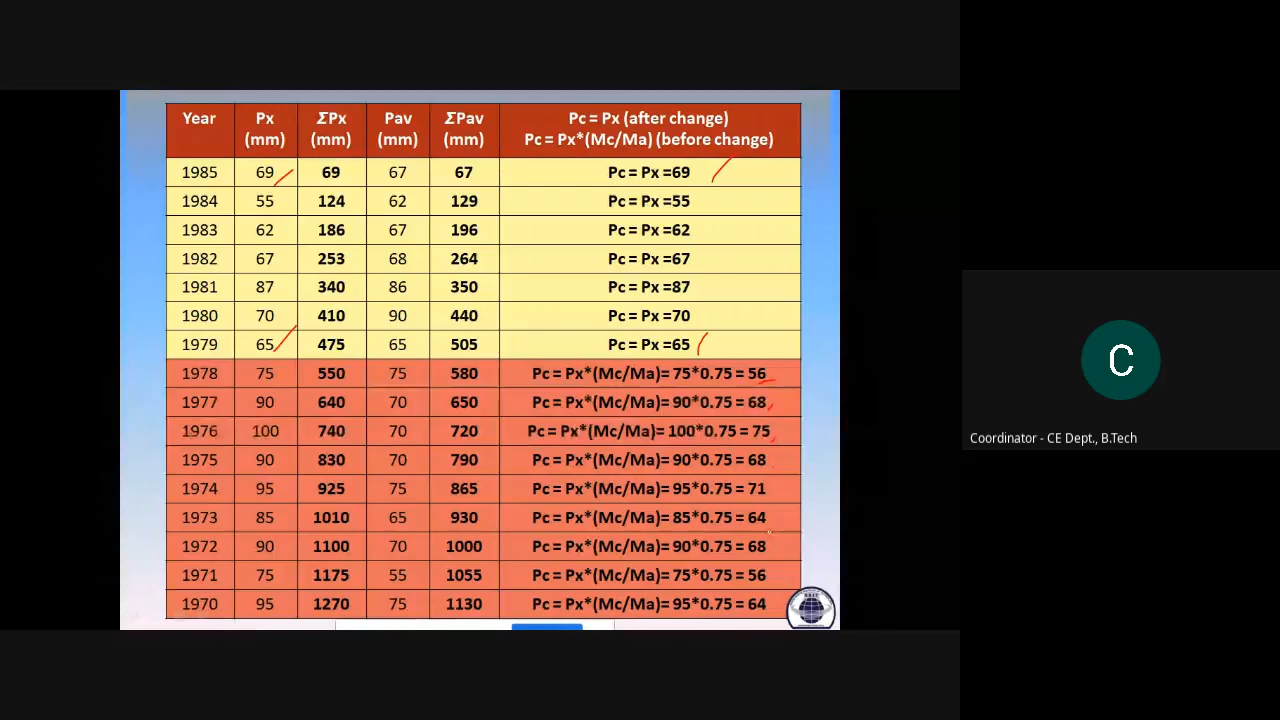 Year Px (mm) ΣPx (mm) Pav (mm) ΣPav (mm) Pc = Px (after change) Pc = Px*(Mc/Ma) (before change)
1985 69 69 67 67 Pc = Px =69
1984 55 124 62 129 Pc = Px =55
1983 62 186 67 196 Pc = Px =62
1982 67 253 68 264 Pc = Px =67
1981 87 340 86 350 Pc = Px =87
1980 70 410 90 440 Pc = Px =70
1979 65 475 65 505 Pc = Px =65
1978 75 550 75 580 Pc = Px*(Mc/Ma)= 75*0.75 = 56
1977 90 640 70 650 Pc = Px*(Mc/Ma)= 90*0.75 = 68
1976 100 740 70 720 Pc = Px*(Mc/Ma)= 100*0.75 = 75
1975 90 830 70 790 Pc = Px*(Mc/Ma)= 90*0.75 = 68
1974 95 925 75 865 Pc = Px*(Mc/Ma)= 95*0.75 = 71
1973 85 1010 65 930 Pc = Px*(Mc/Ma)= 85*0.75 = 64
1972 90 1100 70 1000 Pc = Px*(Mc/Ma)= 90*0.75 = 68
1971 75 1175 55 1055 Pc = Px*(Mc/Ma)= 75*0.75 = 56
1970 95 1270 75 1130 Pc = Px*(Mc/Ma)= 95*0.75 = 64
C
Coordinator - CE Dept., B.Tech